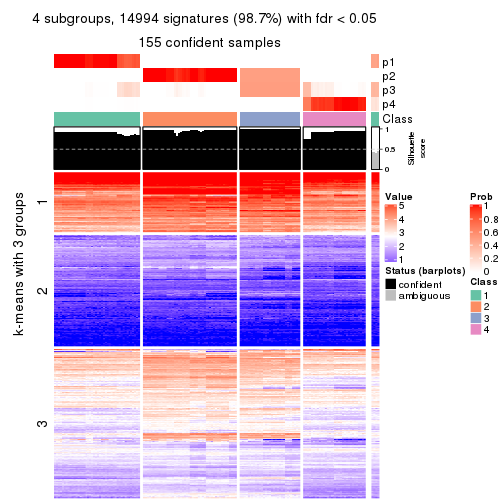 4 subgroups, 14994 signatures (98.7%) with fdr < 0.05
155 confident samples
p1
p2
p3
p4
Class
1
0.5
0
Silhouette
score
k-means with 3 groups
1
2
3
Value
5
4
3
2
1
Status (barplots)
confident
ambiguous
Prob
1
0.8
0.6
0.4
0.2
0
Class
1
2
3
4